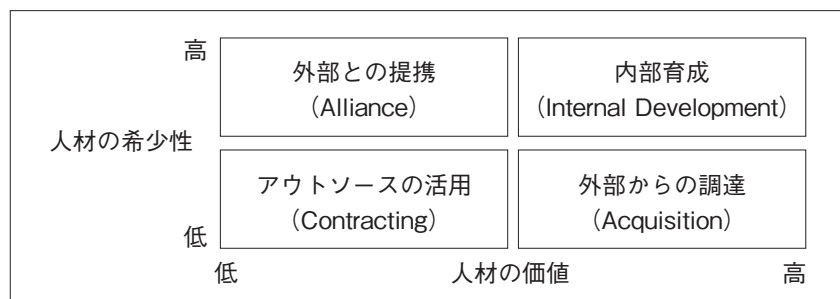 高
外部との提携
（Alliance）
内部育成
（Internal Development）
人材の希少性
アウトソースの活用
（Contracting）
外部からの調達
（Acquisition）
低
低
人材の価値
高